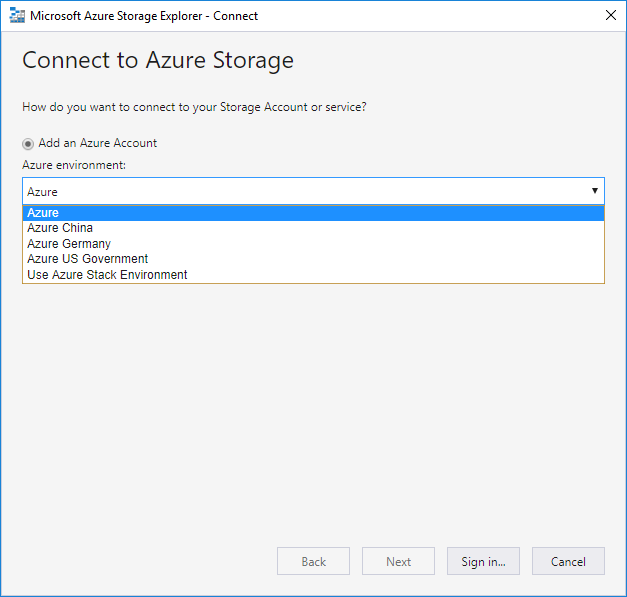 Microsoft Azure Storage Explorer - Connect
Connect to Azure Storage
How do you want to connect to your Storage Account or service?
Add an Azure Account
Azure environment:
Azure
Azure
Azure China
Azure Germany
Azure US Government
Use Azure Stack Environment
Back Next Sign in... Cancel